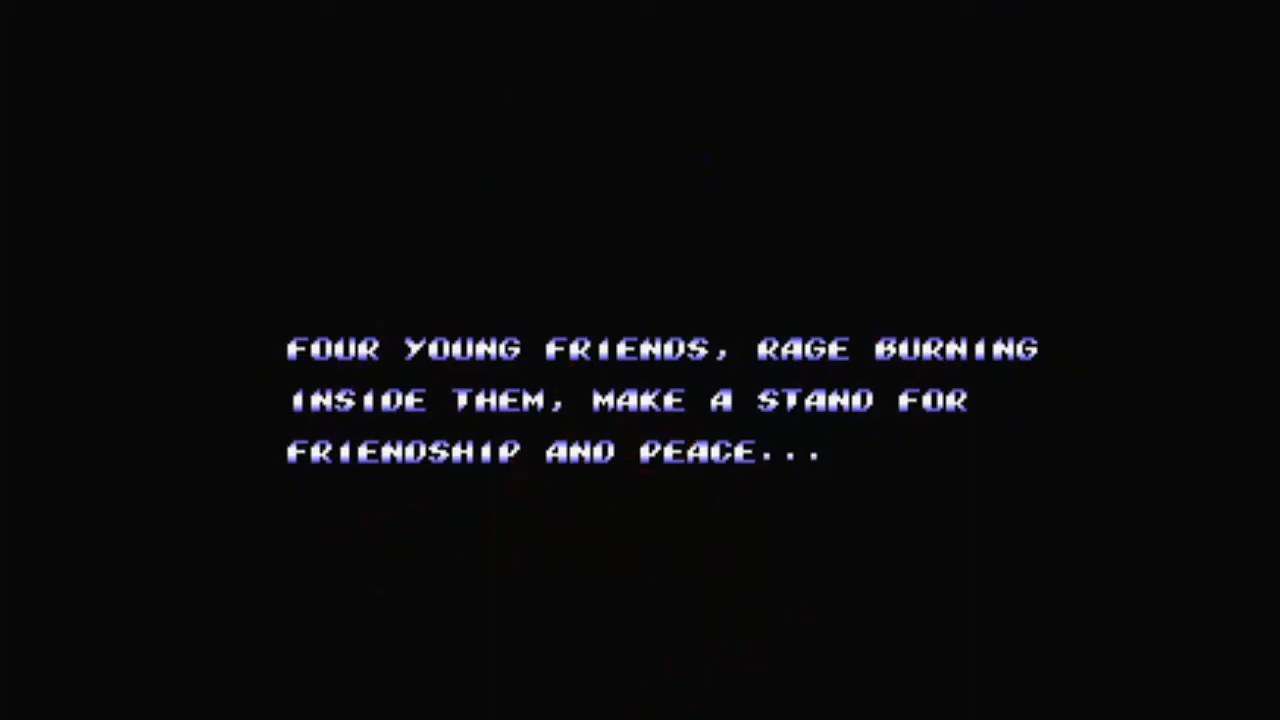 FOUR YOUNG FRIENDS, RAGE BURNING
INSIDE THEM, MAKE A STAND FOR
FRIENDSHIP AND PEACE...